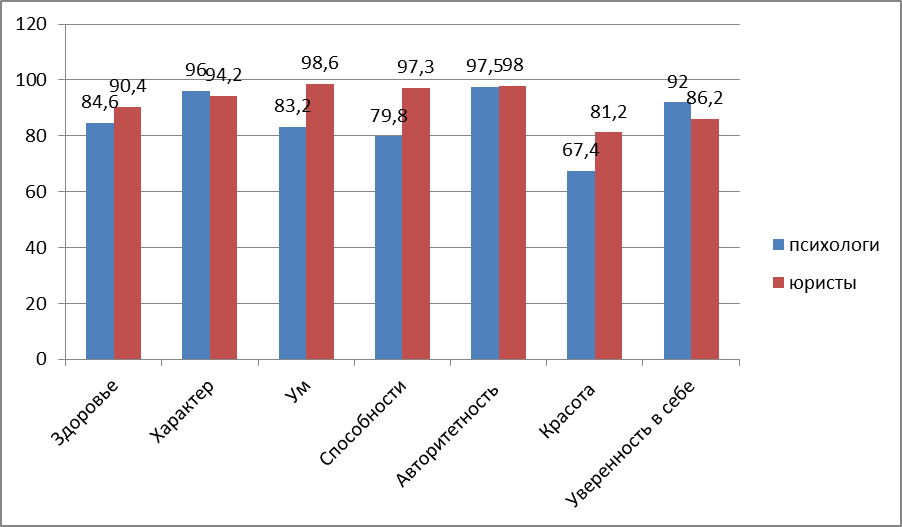 120
100
80
60
40
20
0
84,6
90,4
96
94,2
83,2
98,6
79,8
97,3
97,5
98
67,4
81,2
92
86,2
Здоровье
Характер
Ум
Способности
Авторитетность
Красота
Уверенность в себе
психологи
юристы